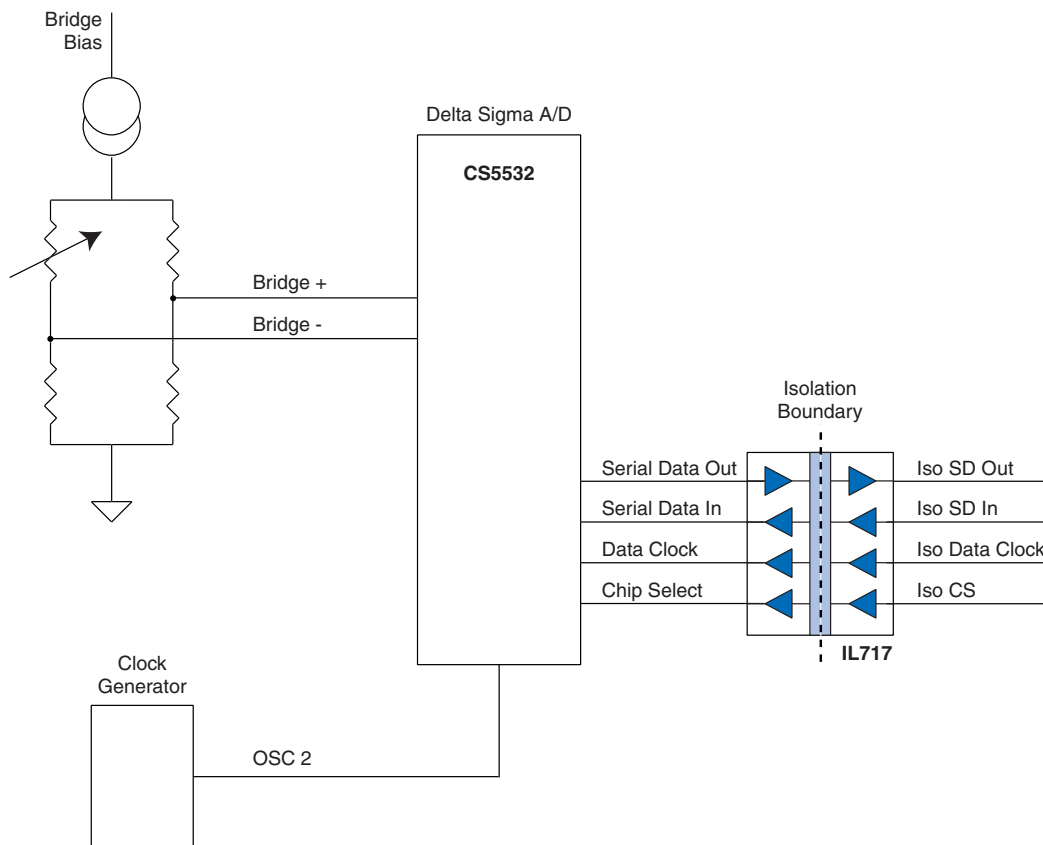 Bridge
Bias
Delta Sigma A/D
CS5532
Bridge +
Bridge -
Isolation
Boundary
Serial Data Out
Iso SD Out
Serial Data In
Iso SD In
Data Clock
Iso Data Clock
Chip Select
Iso CS
IL717
Clock
Generator
OSC 2